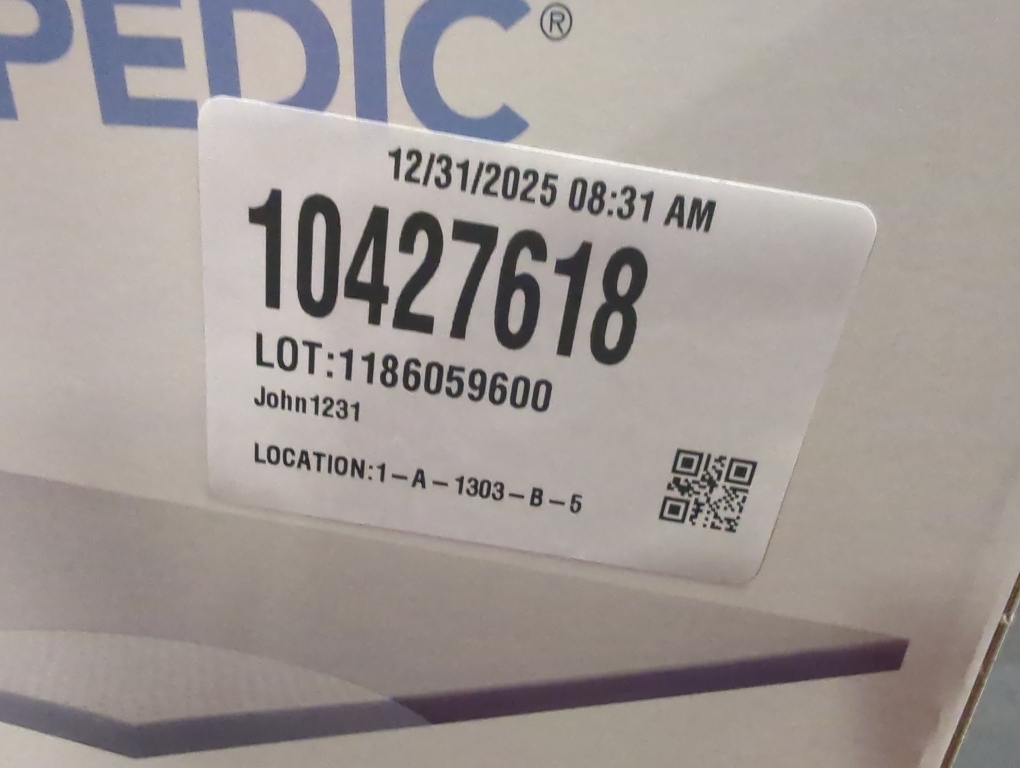 PEDIC®
12/31/2025 08:31 AM
10427618
LOT:1186059600
John1231
LOCATION:1-A-1303-B-5